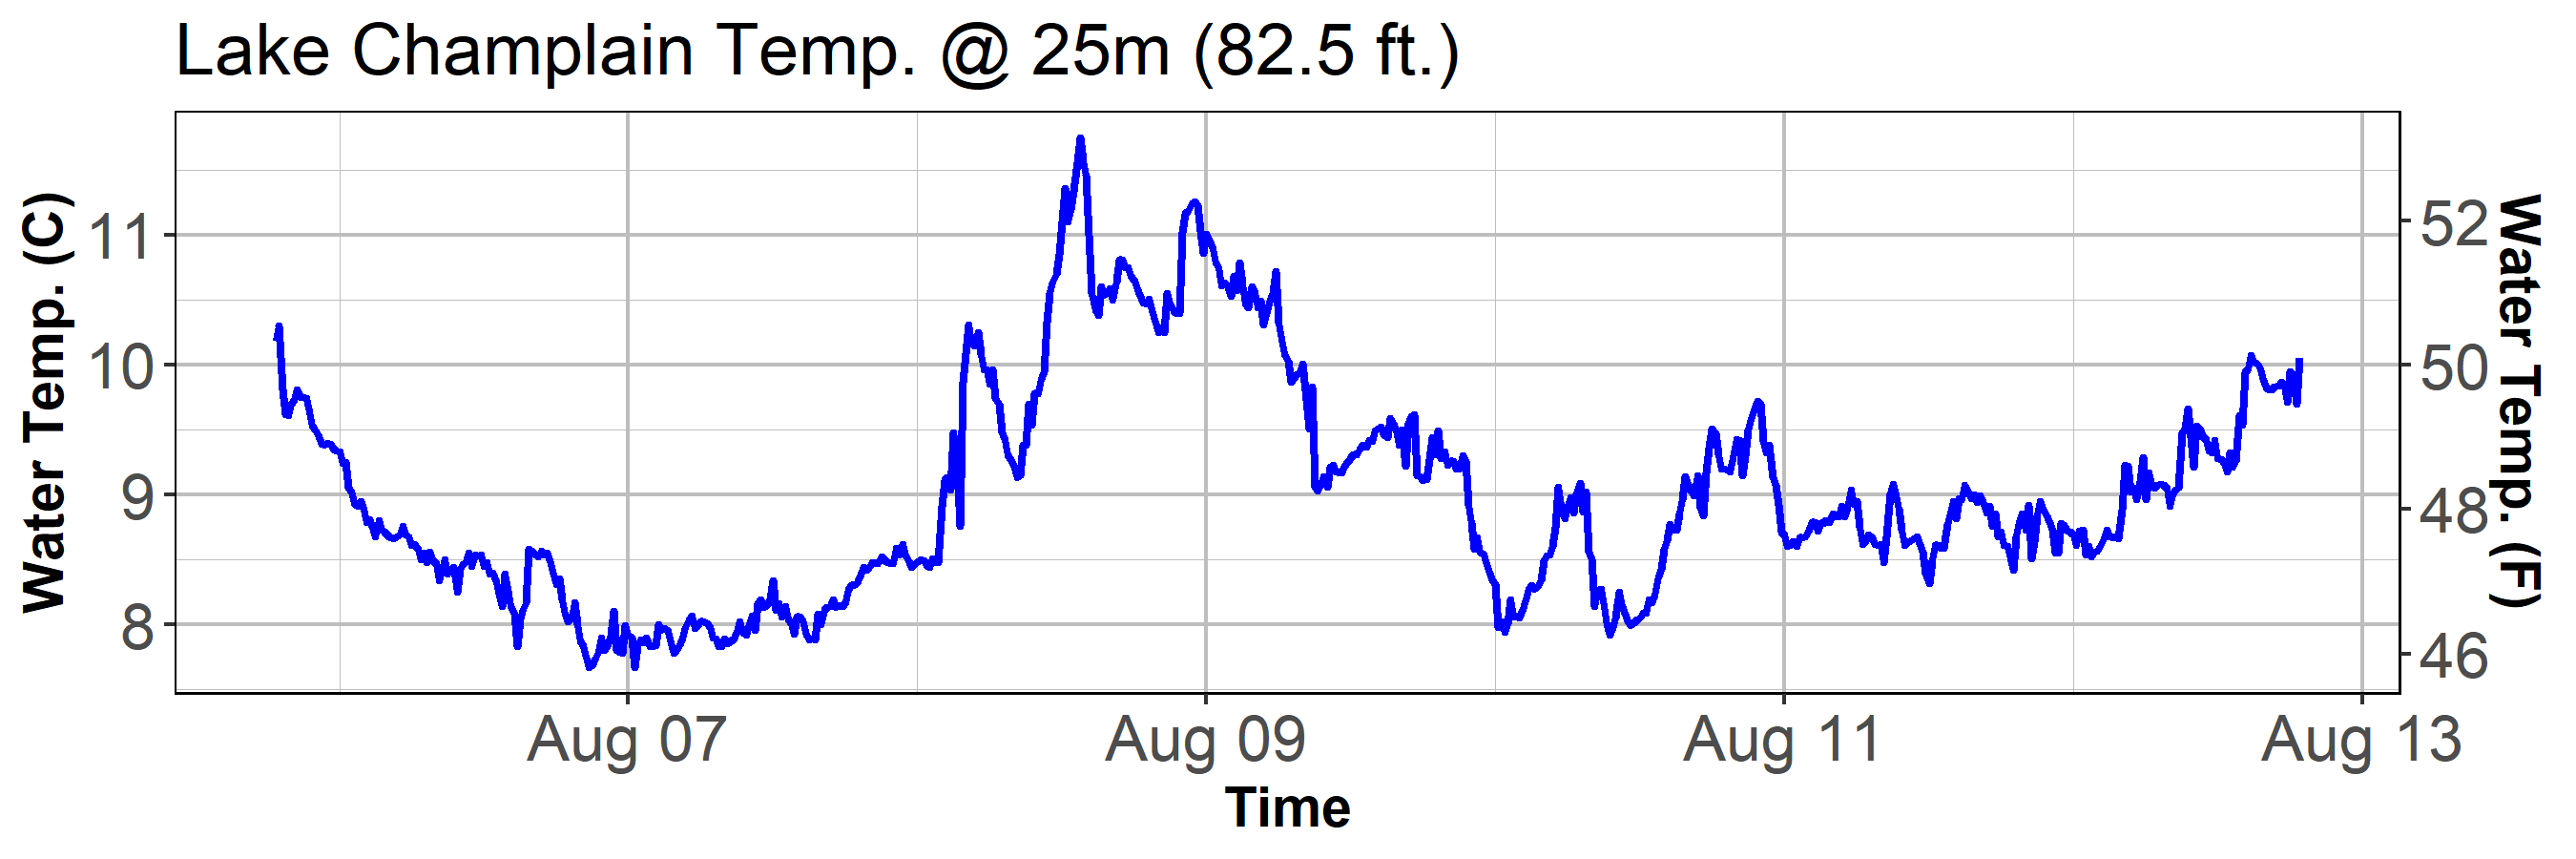 Lake Champlain Temp. @ 25m (82.5 ft.)
Water Temp. (C)
11
10
9
8
52
50
48
46
Water Temp. (F)
Aug 07 Aug 09 Aug 11 Aug 13
Time